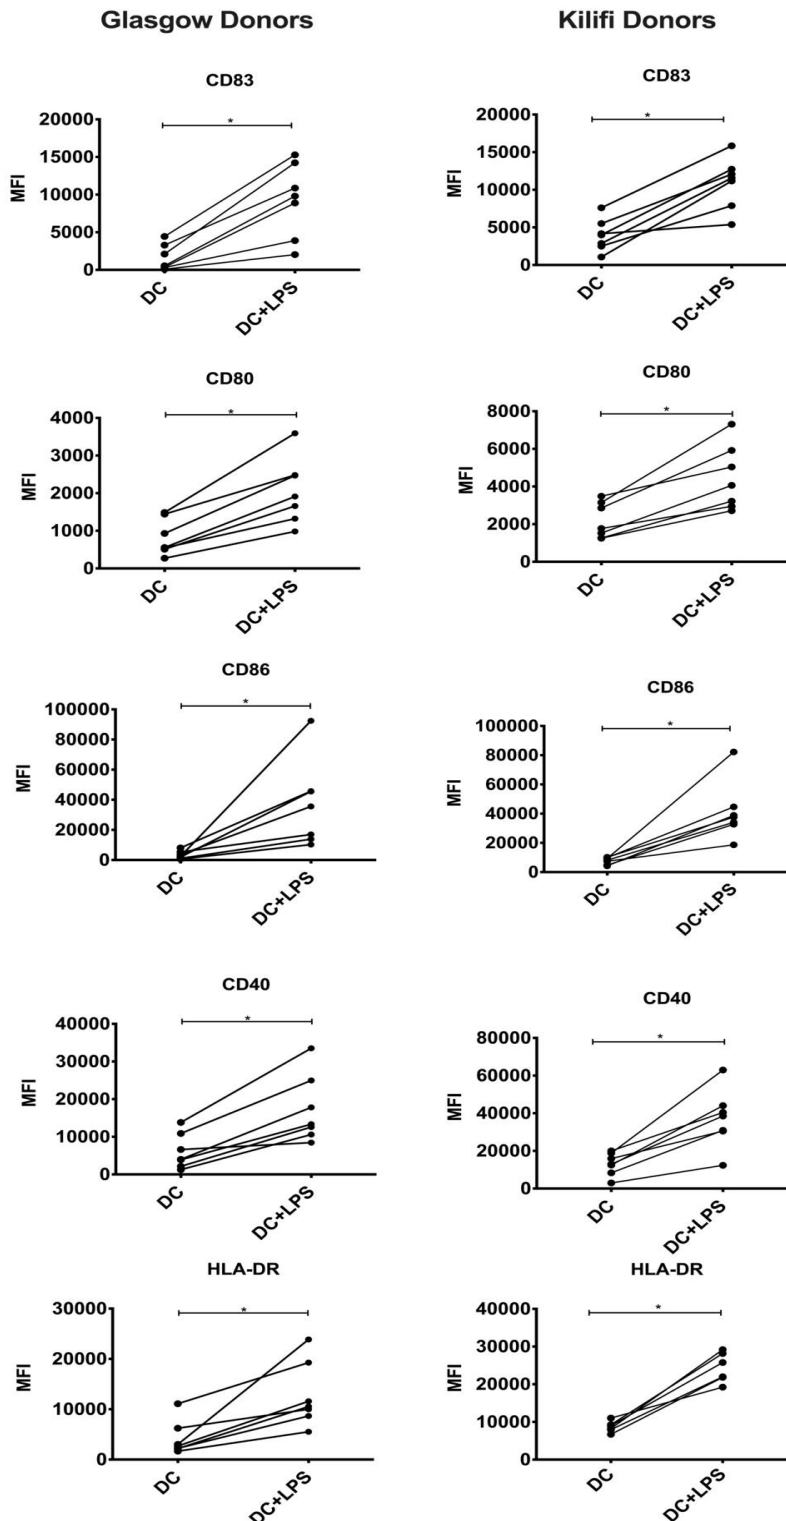 Glasgow Donors
Kilifi Donors
CD83
20000
15000
10000
5000
0
MFI
*
DC
DC+LPS
CD83
20000
15000
10000
5000
0
MFI
*
DC
DC+LPS
CD80
4000
3000
2000
1000
0
MFI
*
DC
DC+LPS
CD80
8000
6000
4000
2000
0
MFI
*
DC
DC+LPS
CD86
100000
80000
60000
40000
20000
0
MFI
*
DC
DC+LPS
CD86
100000
80000
60000
40000
20000
0
MFI
*
DC
DC+LPS
CD40
40000
30000
20000
10000
0
MFI
*
DC
DC+LPS
CD40
80000
60000
40000
20000
0
MFI
*
DC
DC+LPS
HLA-DR
30000
20000
10000
0
MFI
*
DC
DC+LPS
HLA-DR
40000
30000
20000
10000
0
MFI
*
DC
DC+LPS